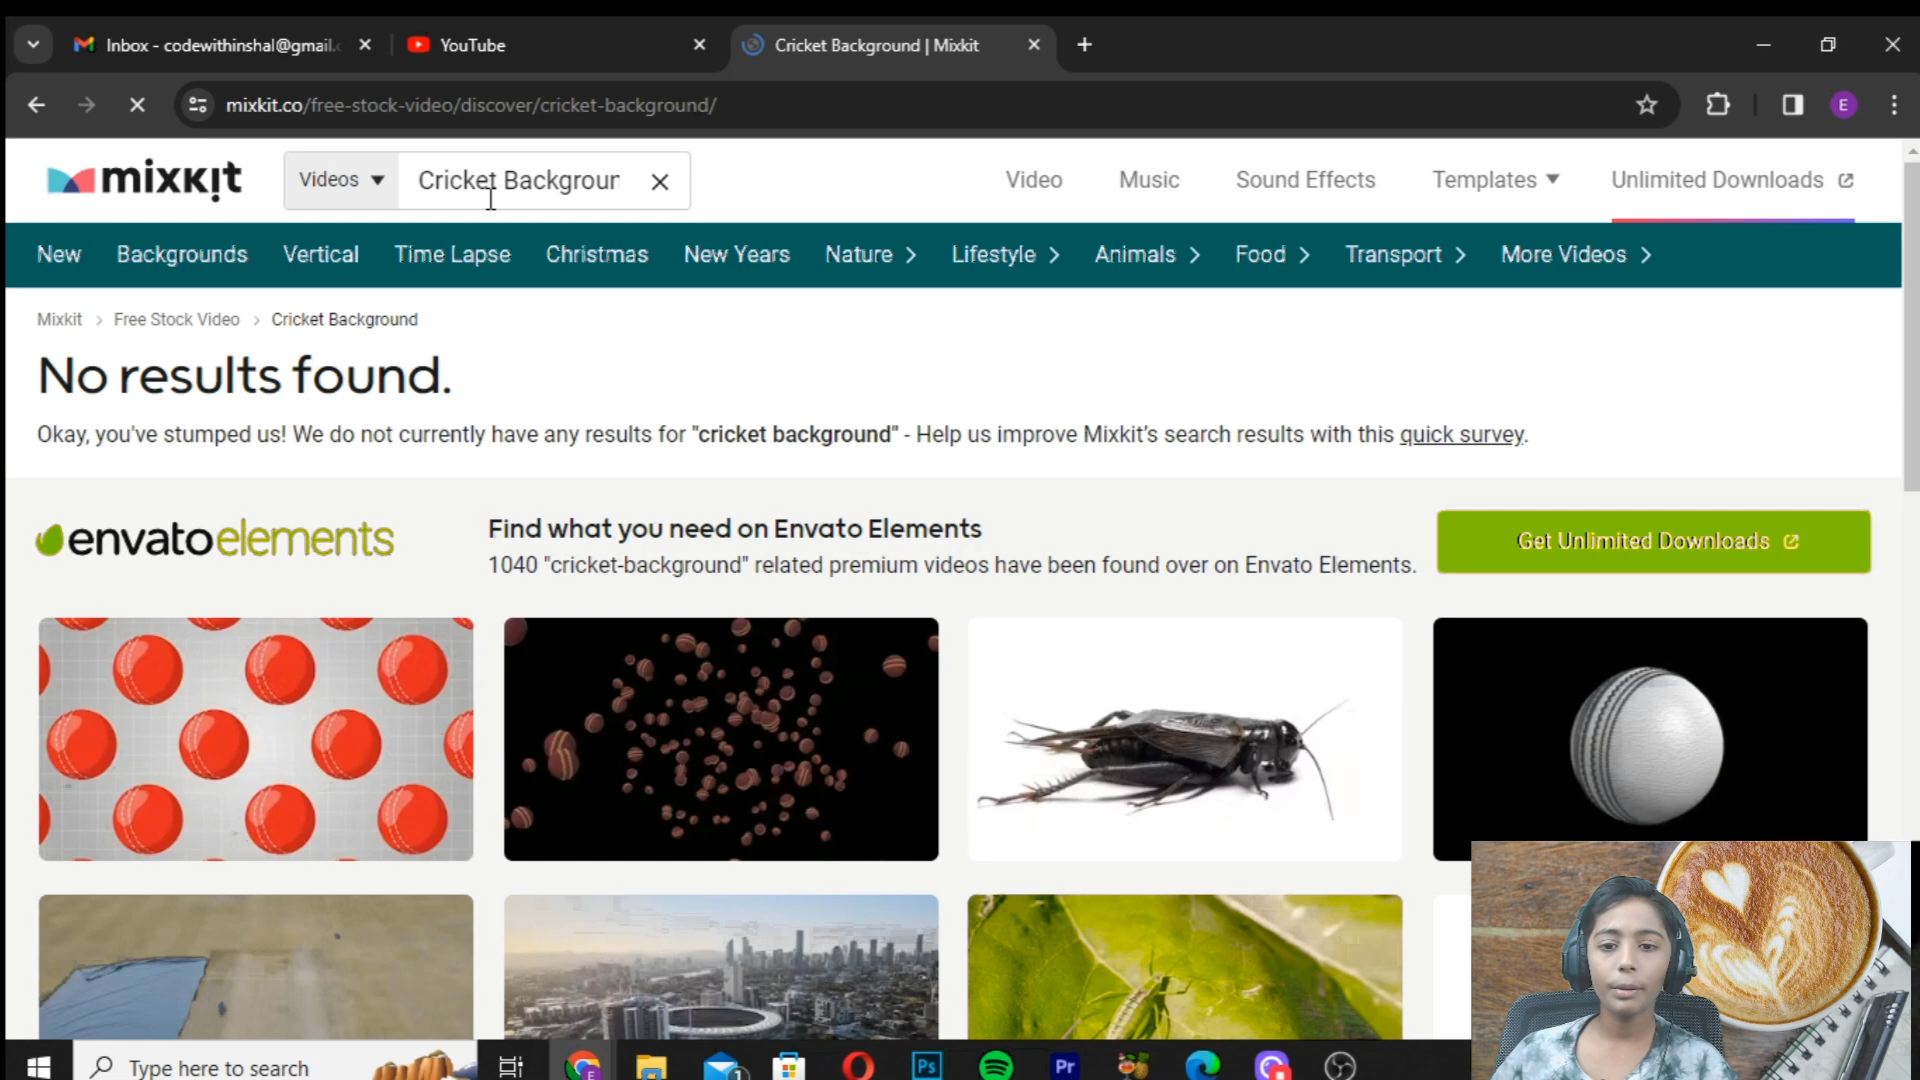 Inbox - codewithinshal@gmail.c
YouTube
Cricket Background | Mixkit
mixkit.co/free-stock-video/discover/cricket-background/
E
mixkit
Videos
Cricket Backgroun
Video
Music
Sound Effects
Templates
Unlimited Downloads
New
Backgrounds
Vertical
Time Lapse
Christmas
New Years
Nature
Lifestyle
Animals
Food
Transport
More Videos
Mixkit > Free Stock Video > Cricket Background
No results found.
Okay, you've stumped us! We do not currently have any results for "cricket background" - Help us improve Mixkit's search results with this quick survey.
envatoelements
Find what you need on Envato Elements
1040 "cricket-background" related premium videos have been found over on Envato Elements.
Get Unlimited Downloads
Type here to search
E
1
Ps
Pr